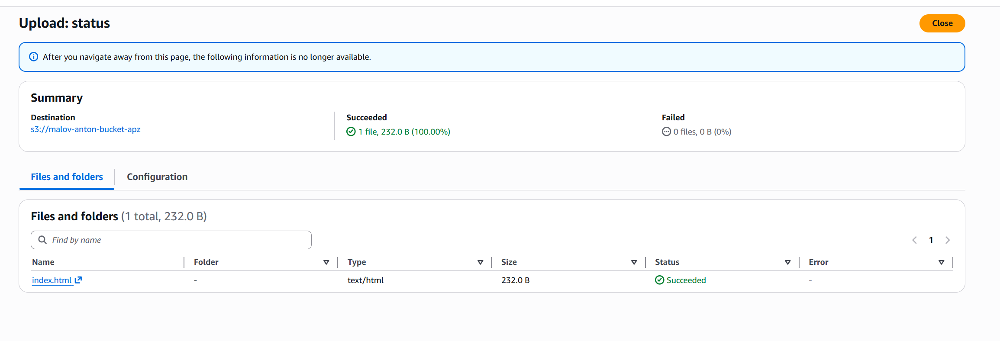 Upload: status
Close
After you navigate away from this page, the following information is no longer available.
Summary
Destination
s3://malov-anton-bucket-apz
Succeeded
1 file, 232.0 B (100.00%)
Failed
0 files, 0 B (0%)
Files and folders
Configuration
Files and folders (1 total, 232.0 B)
Find by name
1
Name Folder Type Size Status Error
index.html - text/html 232.0 B Succeeded -